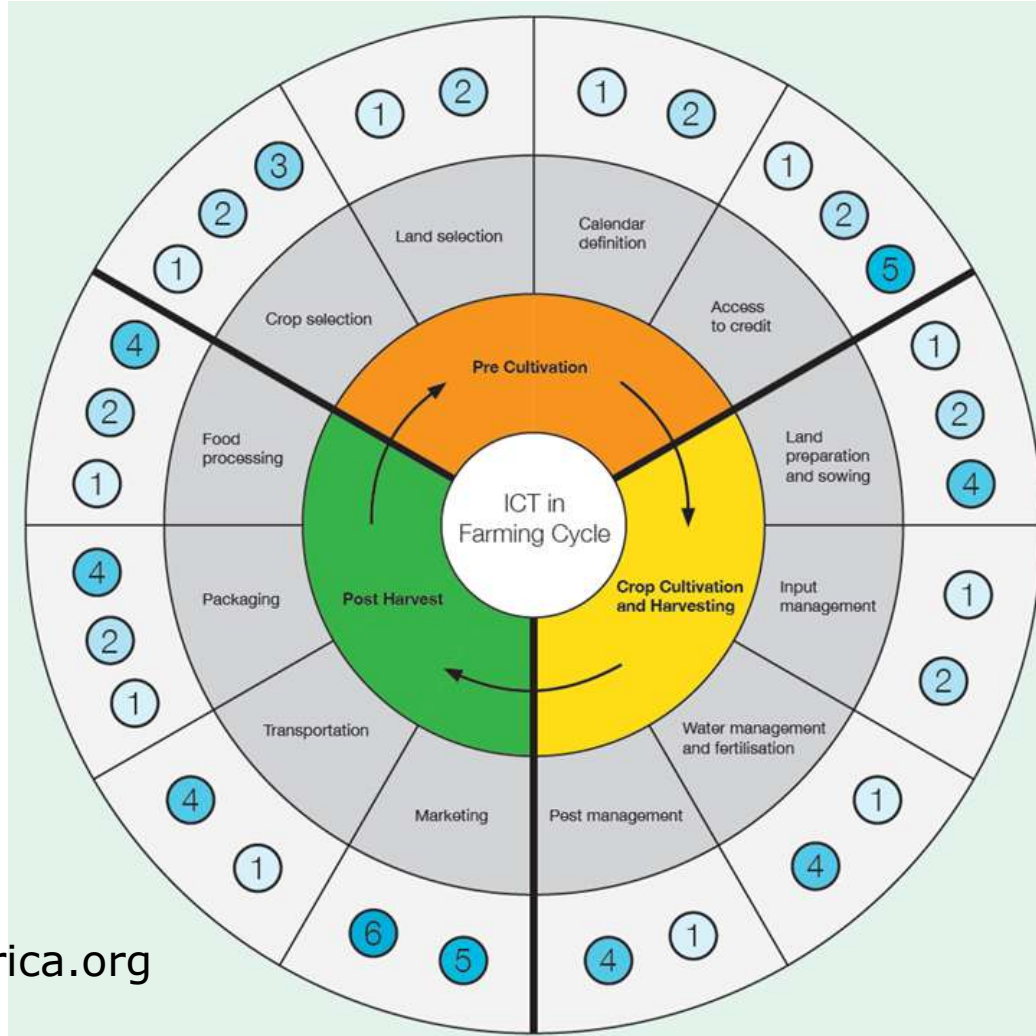 ICT in
Farming Cycle
Pre Cultivation
Crop Cultivation
and Harvesting
Post Harvest
Land selection
1
2
Calendar
definition
1
2
Access
to credit
1
2
5
Land
preparation
and sowing
1
2
4
Input
management
1
2
Water management
and fertilisation
1
4
Pest management
1
4
Marketing
5
6
Transportation
1
4
Packaging
1
2
4
Food
processing
1
2
4
Crop selection
1
2
3
rica.org